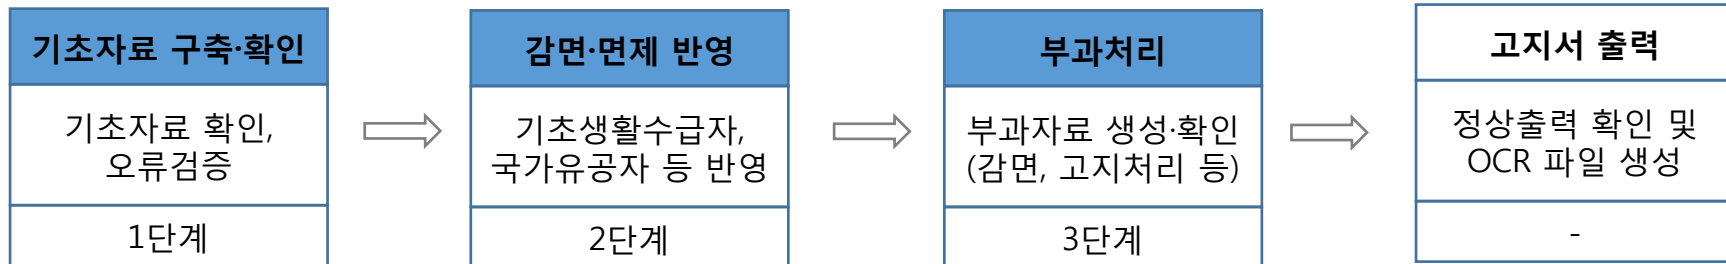 기초자료 구축·확인
기초자료 확인,
오류검증
1단계
감면·면제 반영
기초생활수급자,
국가유공자 등 반영
2단계
부과처리
부과자료 생성·확인
(감면, 고지처리 등)
3단계
고지서 출력
정상출력 확인 및
OCR 파일 생성
-